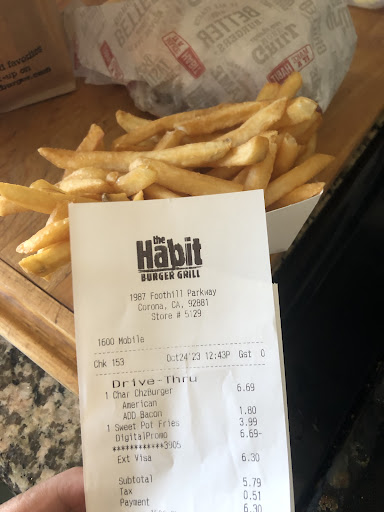 the
Habit
BURGER GRILL
1987 Foothill Parkway
Corona, CA, 92881
Store # 5129
1600 Mobile
Chk 153 Oct24'23 12:43P Gst 0
Drive-Thru
1 Char Chzburger 6.69
American
ADD Bacon 1.80
1 Sweet Pot Fries 3.99
DigitalPromo 6.69-
************3905
Ext Visa 6.30
Subtotal 5.79
Tax 0.51
Payment 6.30